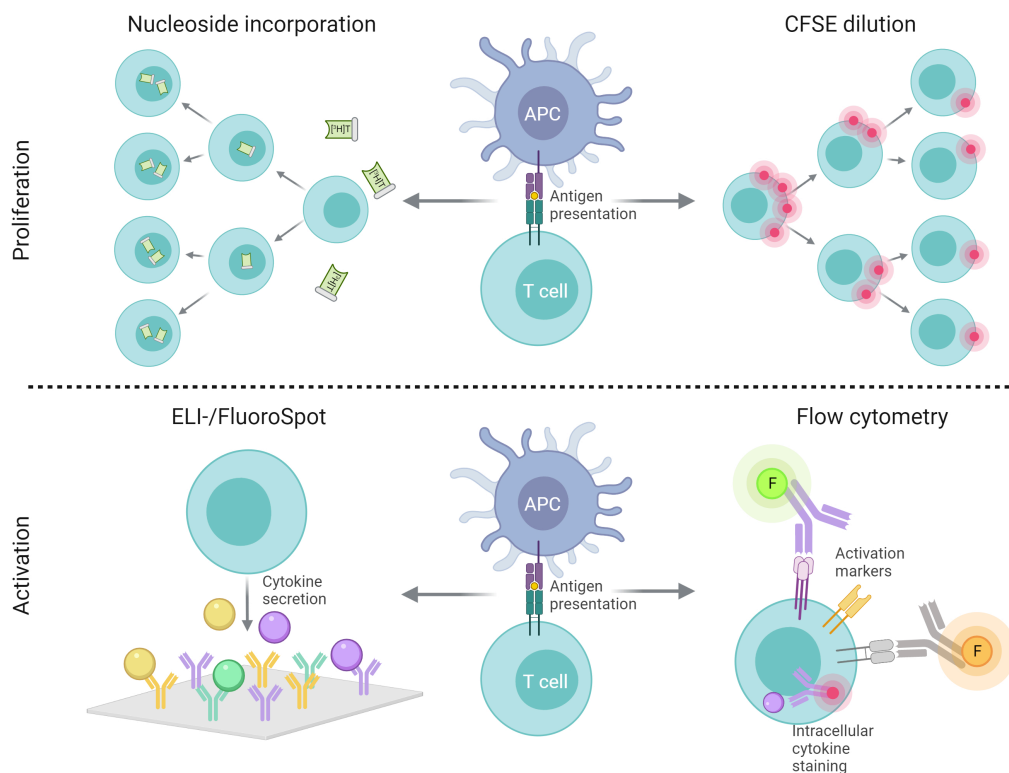 Nucleoside incorporation
CFSE dilution
Proliferation
[³H]T
[³H]T
[³H]T
APC
Antigen
presentation
T cell
ELI-/FluoroSpot
Flow cytometry
Activation
Cytokine
secretion
APC
Antigen
presentation
T cell
F
Activation
markers
F
Intracellular
cytokine
staining